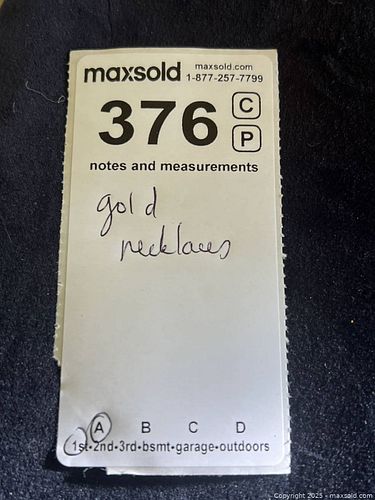 maxsold
maxsold.com
1-877-257-7799
376
C
P
notes and measurements
gold
necklaces
A B C D
1st•2nd•3rd•bsmt•garage•outdoors
Copyright 2025 - maxsold.com